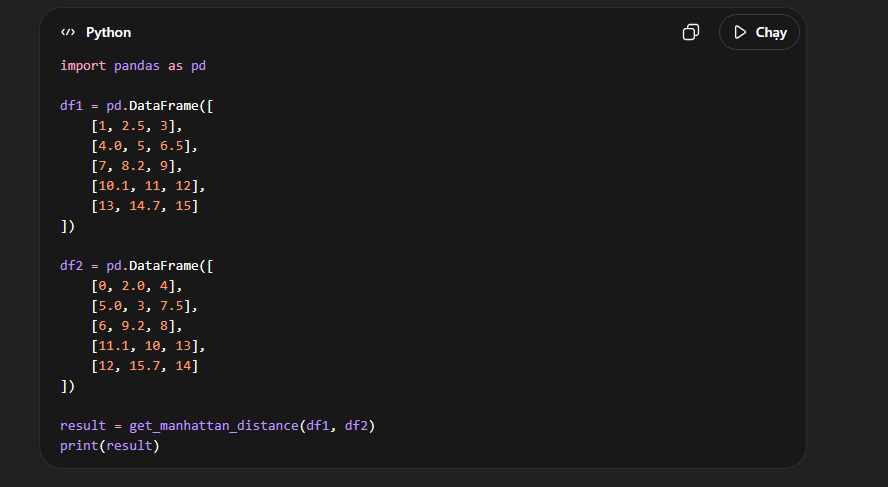 Python
Chạy
import pandas as pd
df1 = pd.DataFrame([
    [1, 2.5, 3],
    [4.0, 5, 6.5],
    [7, 8.2, 9],
    [10.1, 11, 12],
    [13, 14.7, 15]
])
df2 = pd.DataFrame([
    [0, 2.0, 4],
    [5.0, 3, 7.5],
    [6, 9.2, 8],
    [11.1, 10, 13],
    [12, 15.7, 14]
])
result = get_manhattan_distance(df1, df2)
print(result)